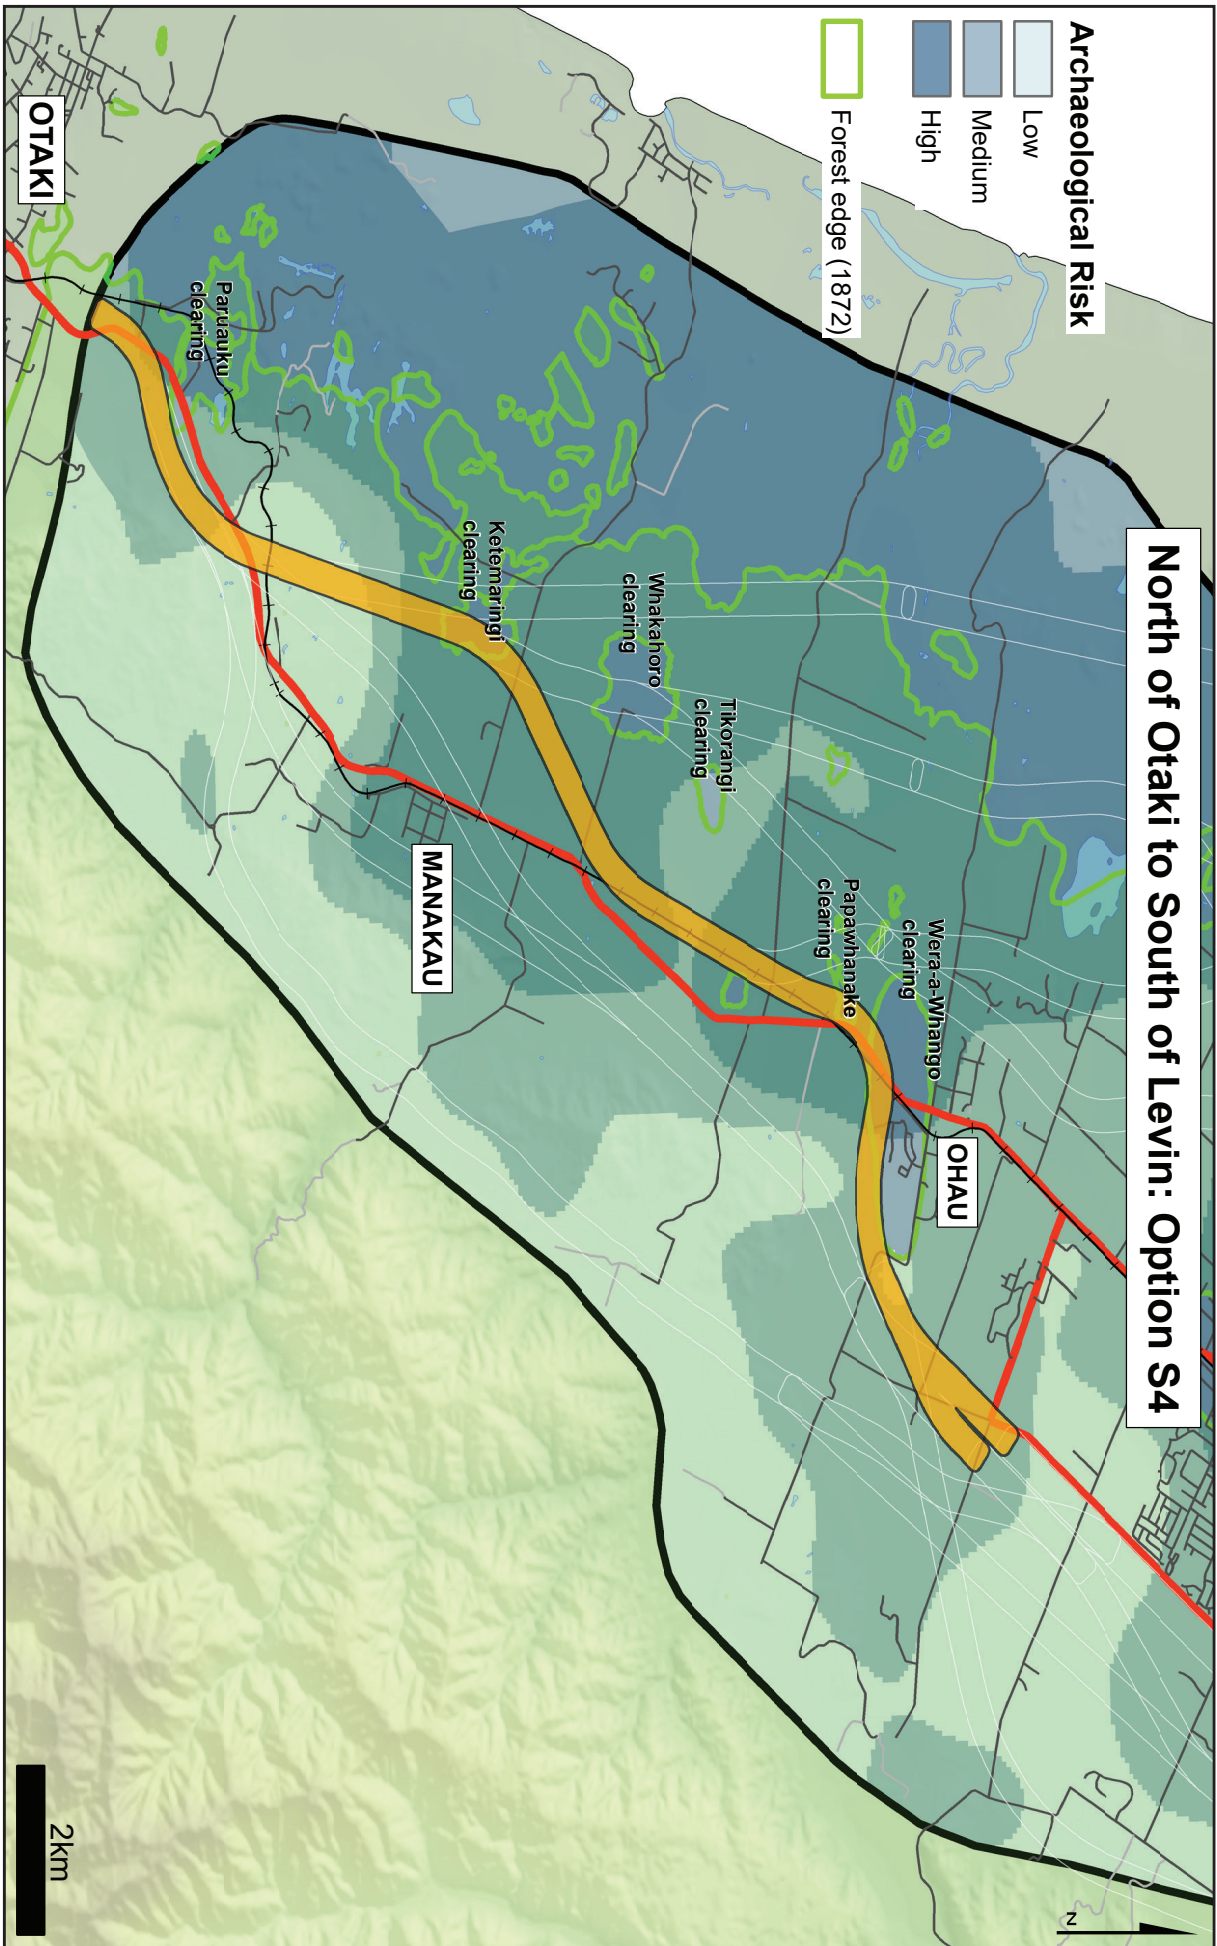 North of Otaki to South of Levin: Option S4
Archaeological Risk
Low
Medium
High
Forest edge (1872)
Wera-a-Whango
clearing
OHAU
Papawhanake
clearing
Tikorangi
clearing
Whakahoro
clearing
Ketemaringi
clearing
MANAKAU
Paruauku
clearing
OTAKI
N
2km